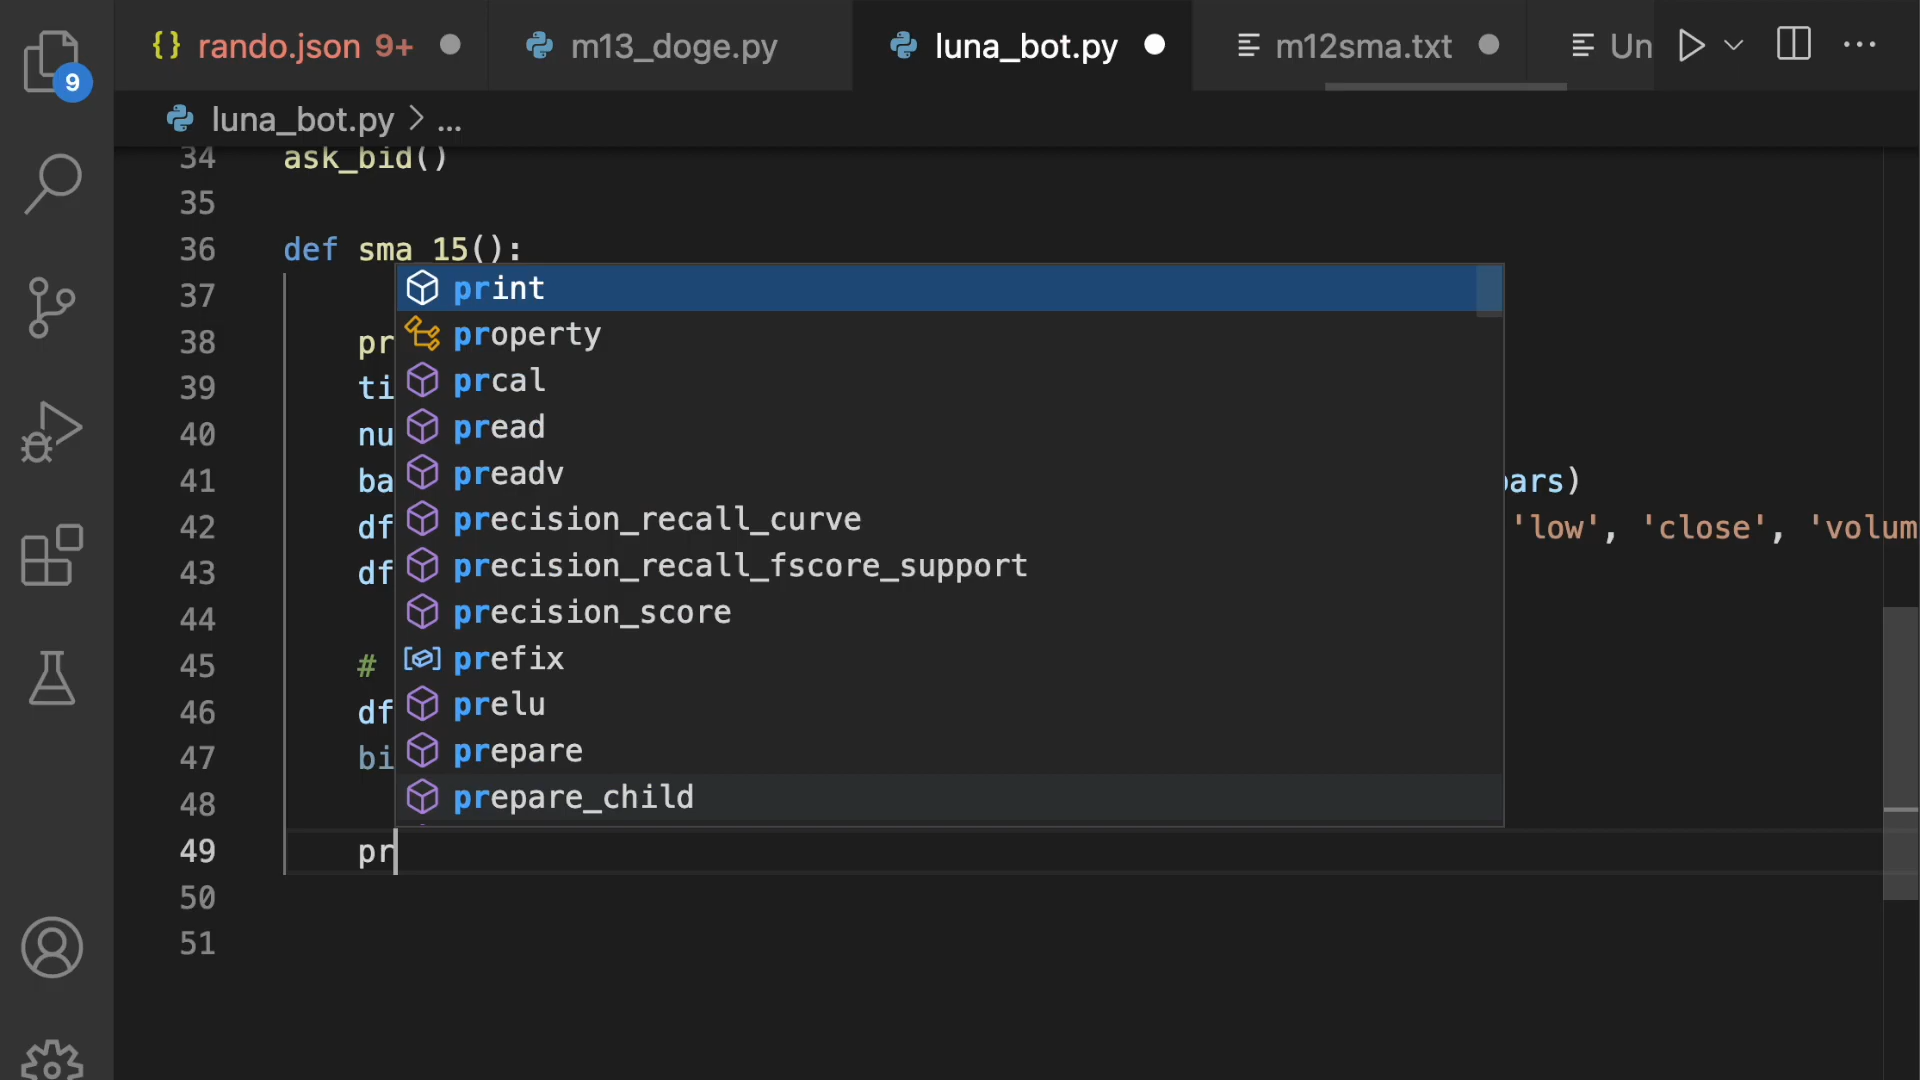 {} rando.json 9+
m13_doge.py
luna_bot.py
m12sma.txt
Un
9
luna_bot.py > ...
34 ask_bid()
35
36 def sma_15():
37
38 pr
39 ti
40 nu
41 ba bars)
42 df 'low', 'close', 'volum
43 df
44
45 #
46 df
47 bi
48
49 pr
50
51
print
property
prcal
pread
preadv
precision_recall_curve
precision_recall_fscore_support
precision_score
prefix
prelu
prepare
prepare_child